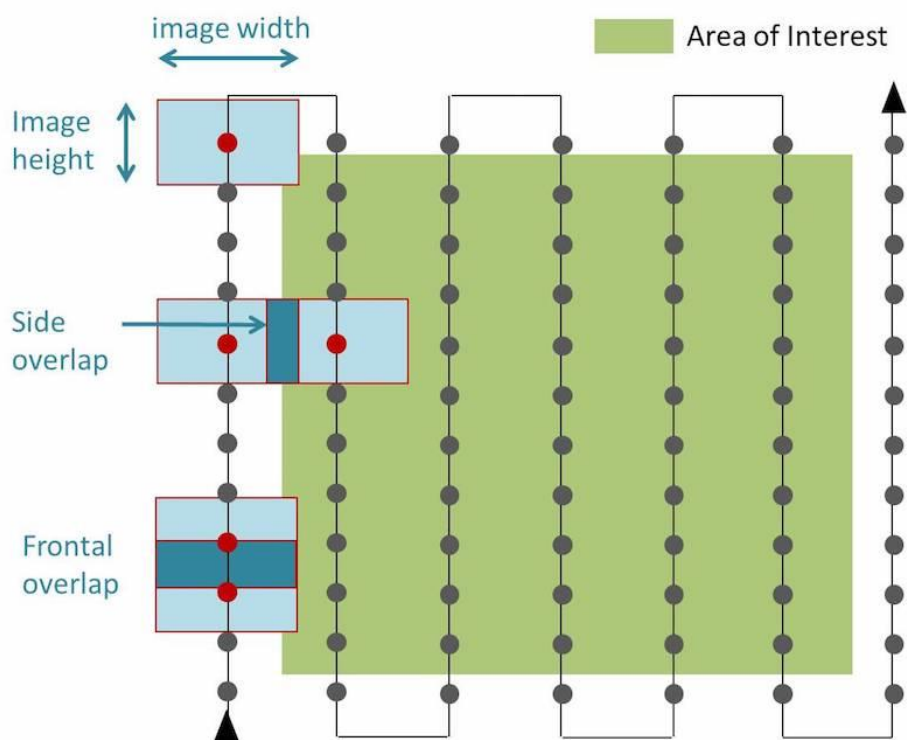 image width
Area of Interest
Image
height
Side
overlap
Frontal
overlap